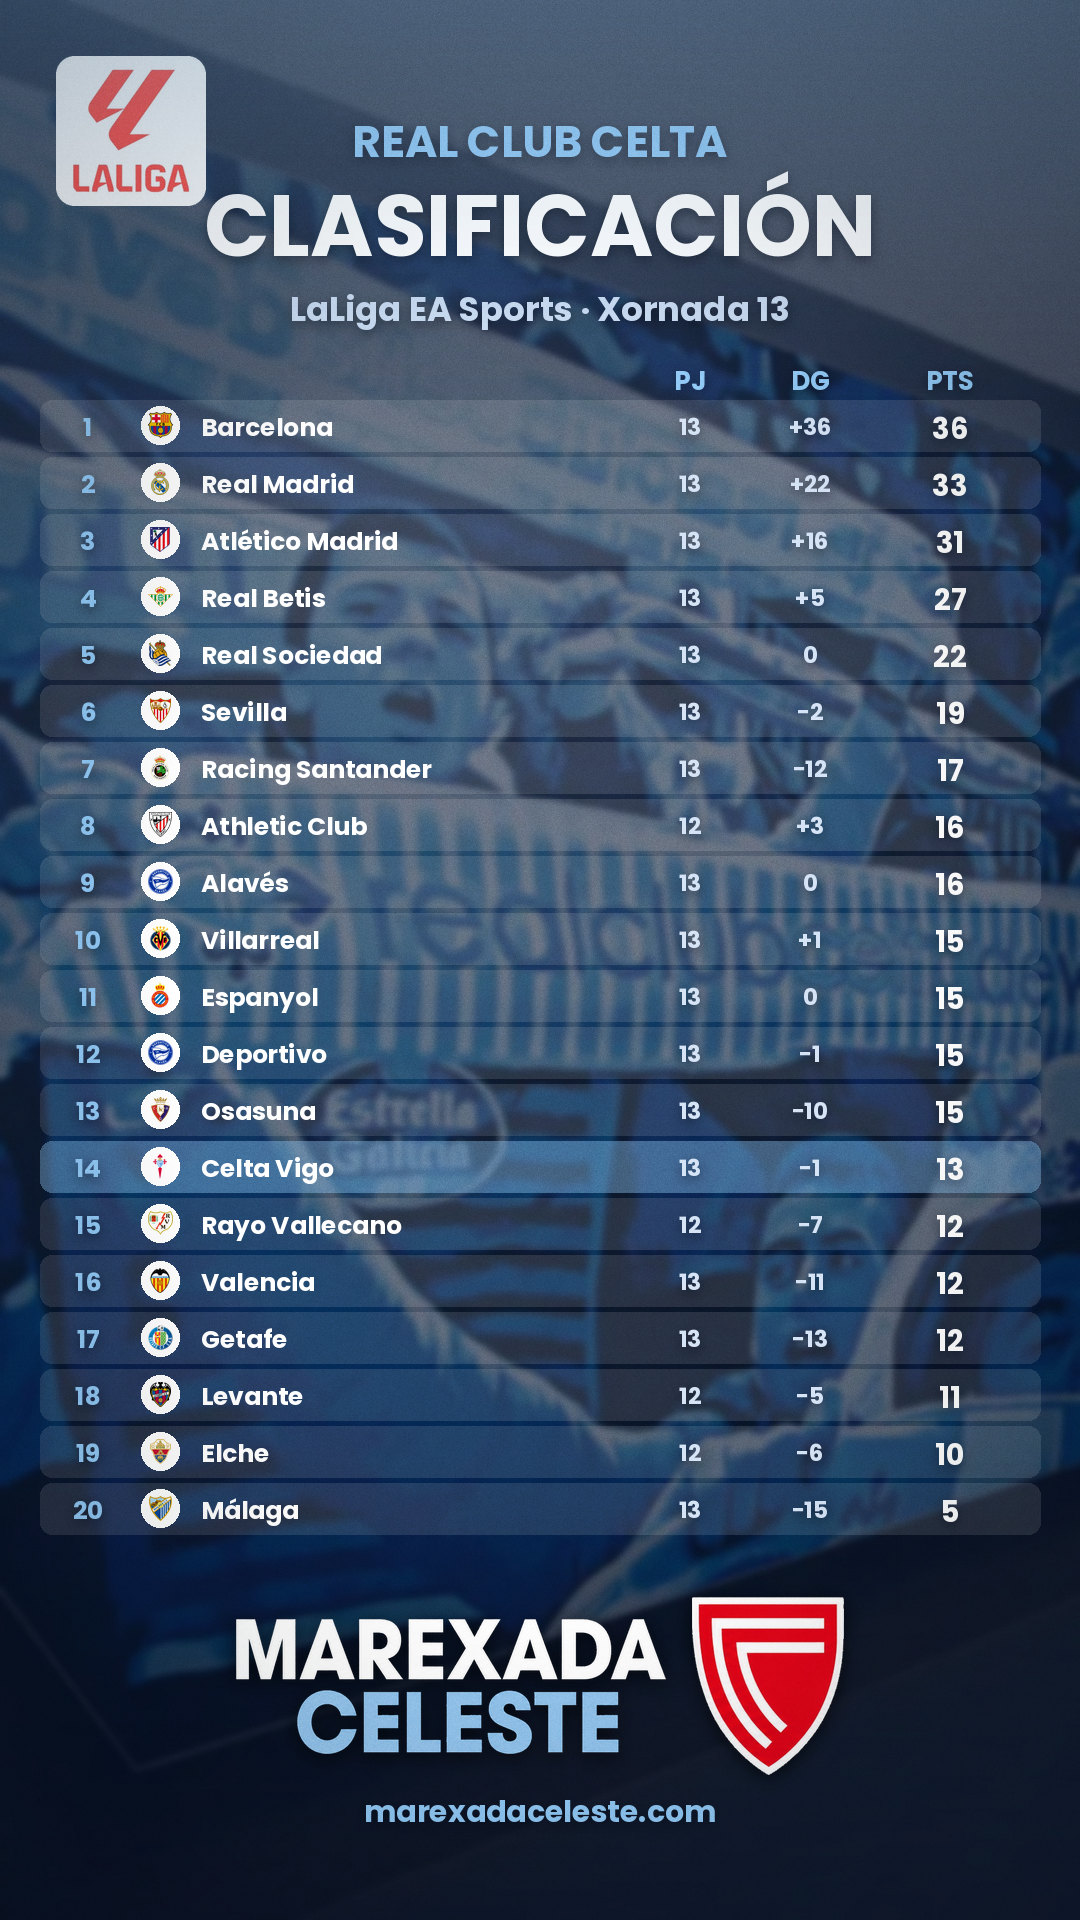 LALIGA
REAL CLUB CELTA
CLASIFICACIÓN
LaLiga EA Sports · Xornada 13
PJ DG PTS
1 Barcelona 13 +36 36
2 Real Madrid 13 +22 33
3 Atlético Madrid 13 +16 31
4 Real Betis 13 +5 27
5 Real Sociedad 13 0 22
6 Sevilla 13 -2 19
7 Racing Santander 13 -12 17
8 Athletic Club 12 +3 16
9 Alavés 13 0 16
10 Villarreal 13 +1 15
11 Espanyol 13 0 15
12 Deportivo 13 -1 15
13 Osasuna 13 -10 15
14 Celta Vigo 13 -1 13
15 Rayo Vallecano 12 -7 12
16 Valencia 13 -11 12
17 Getafe 13 -13 12
18 Levante 12 -5 11
19 Elche 12 -6 10
20 Málaga 13 -15 5
Estrella
Galicia
MAREXADA
CELESTE
marexadaceleste.com